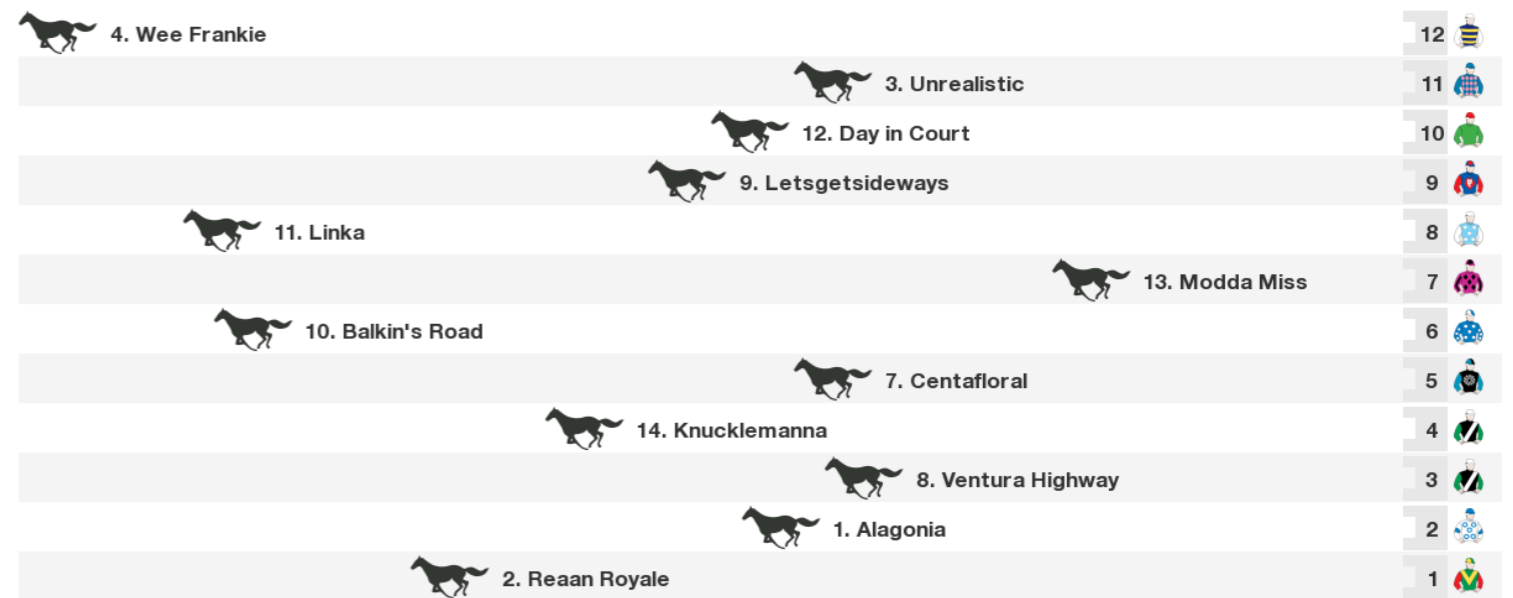 4. Wee Frankie 12
3. Unrealistic 11
12. Day in Court 10
9. Letsgetsideways 9
11. Linka 8
13. Modda Miss 7
10. Balkin's Road 6
7. Centafloral 5
14. Knucklemanna 4
8. Ventura Highway 3
1. Alagonia 2
2. Reaan Royale 1